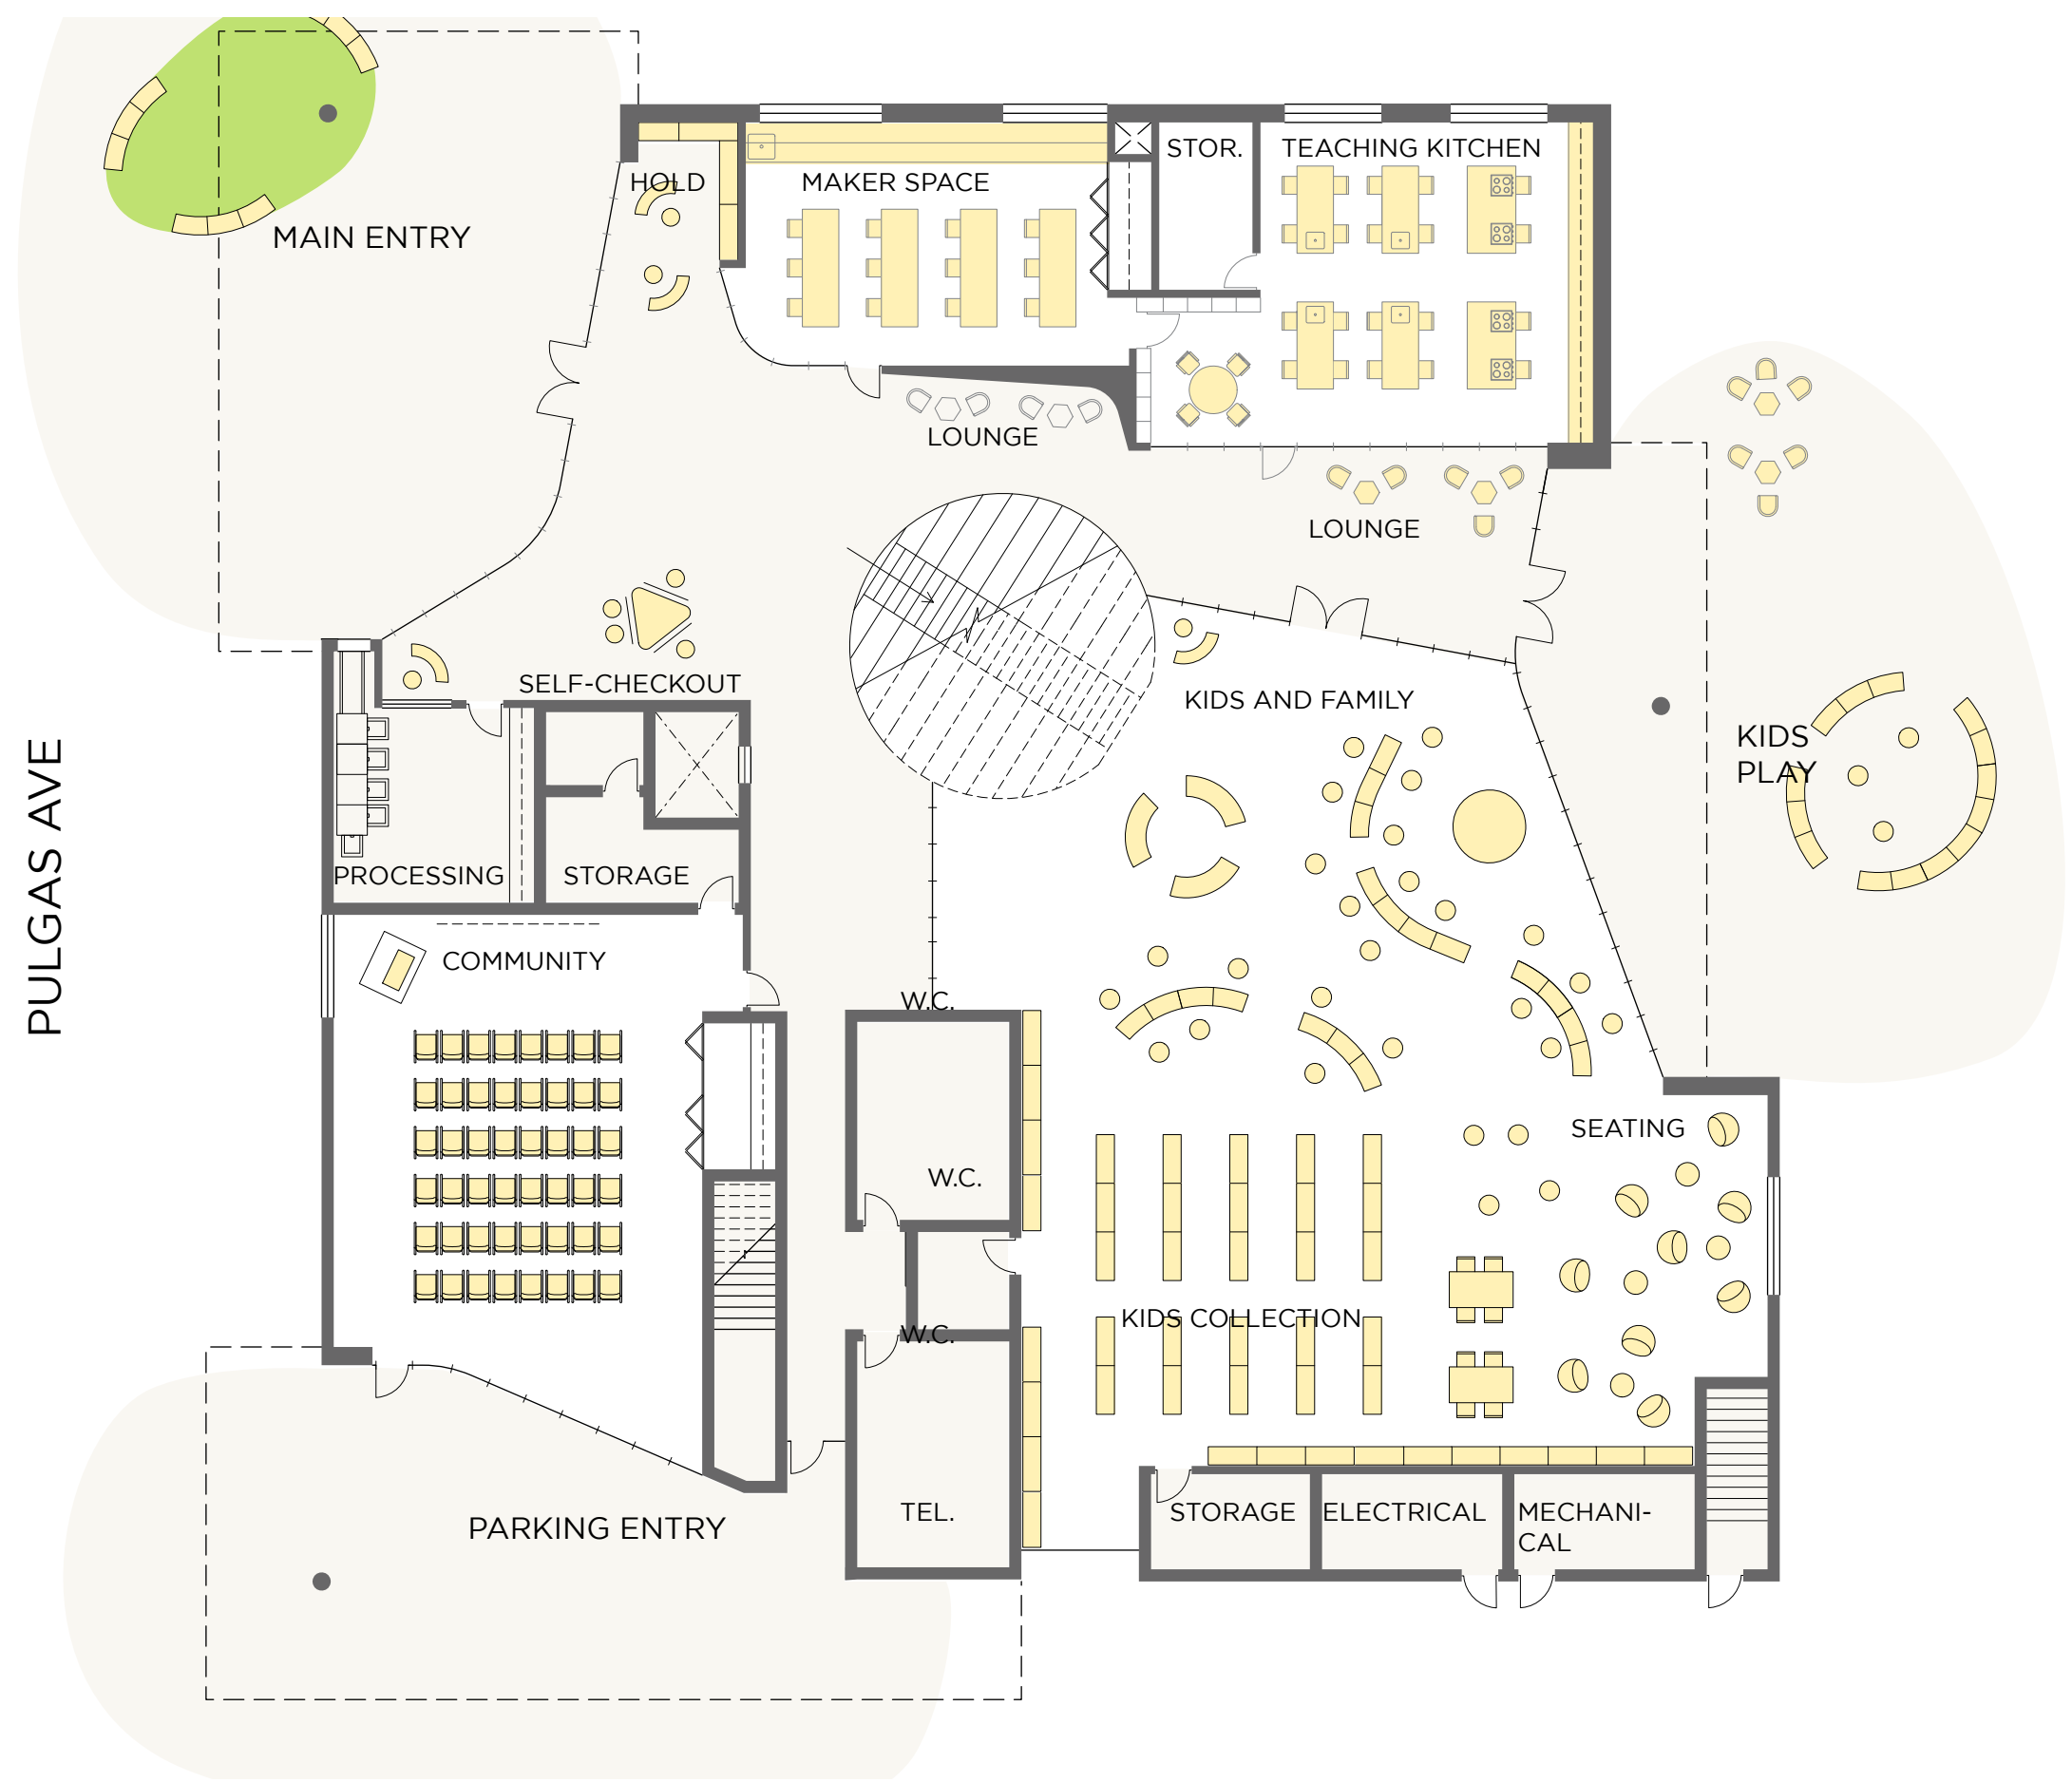 STOR.
TEACHING KITCHEN
HOLD
MAKER SPACE
MAIN ENTRY
LOUNGE
LOUNGE
SELF-CHECKOUT
KIDS AND FAMILY
KIDS
PLAY
PULGAS AVE
PROCESSING
STORAGE
COMMUNITY
W.C.
SEATING
W.C.
KIDS COLLECTION
W.C.
TEL.
STORAGE
ELECTRICAL
MECHANI-
CAL
PARKING ENTRY